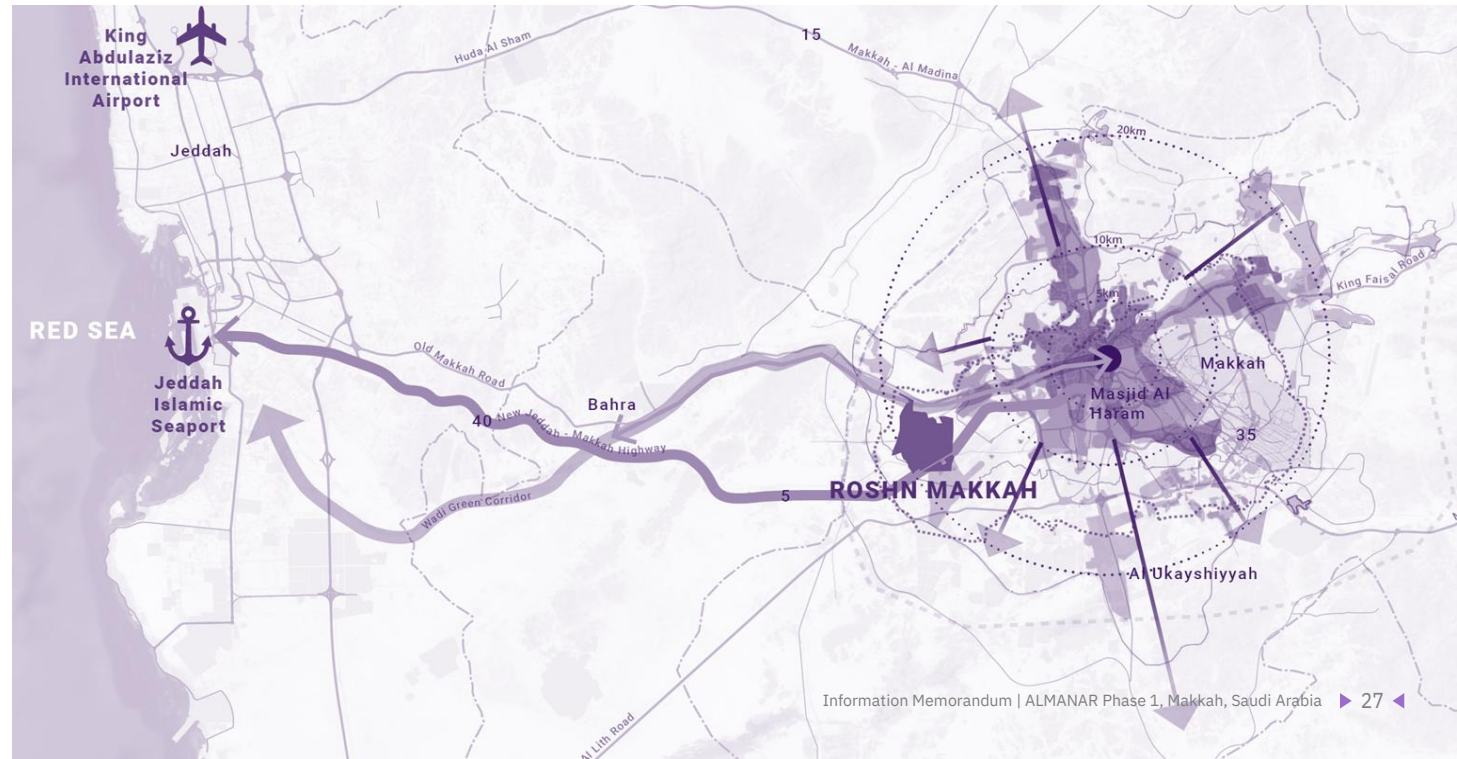 King
Abdulaziz
International
Airport
15
Huda Al Sham
Makkah - Al Madina
20km
Jeddah
10km
King Faisal Road
5km
RED SEA
Old Makkah Road
Makkah
Jeddah
Islamic
Seaport
Bahra
Masjid Al
Haram
40
New Jeddah - Makkah Highway
35
Wadi Green Corridor
5
ROSHN MAKKAH
Al Ukayshiyyah
Information Memorandum | ALMANAR Phase 1, Makkah, Saudi Arabia
27
Al Lith Road